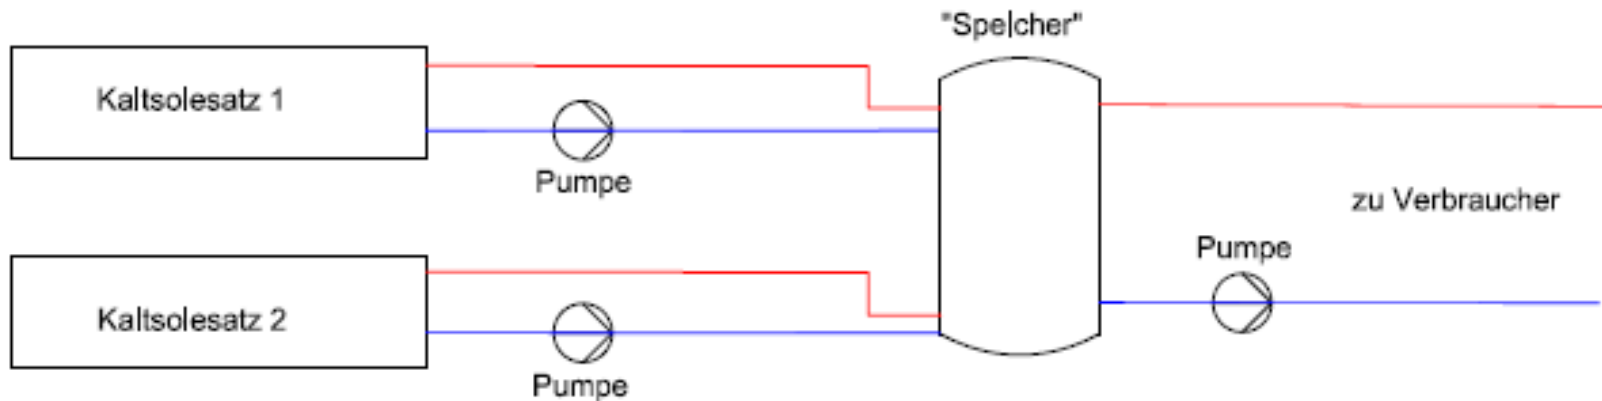 "Speicher"
Kaltsolesatz 1
Pumpe
zu Verbraucher
Pumpe
Kaltsolesatz 2
Pumpe